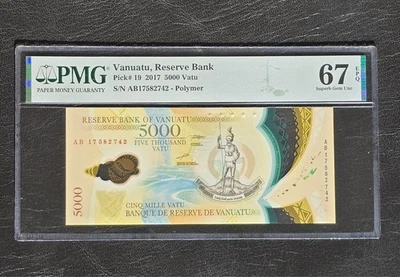 PMG
PAPER MONEY GUARANTY
Vanuatu, Reserve Bank
Pick# 19 2017 5000 Vatu
S/N AB17582742 - Polymer
67 EPQ
Superb Gem Unc
RESERVE BANK OF VANUATU
5000
AB 17582742
FIVE THOUSAND
VATU
AB17582742
5000
CINQ MILLE VATU
BANQUE DE RESERVE DE VANUATU